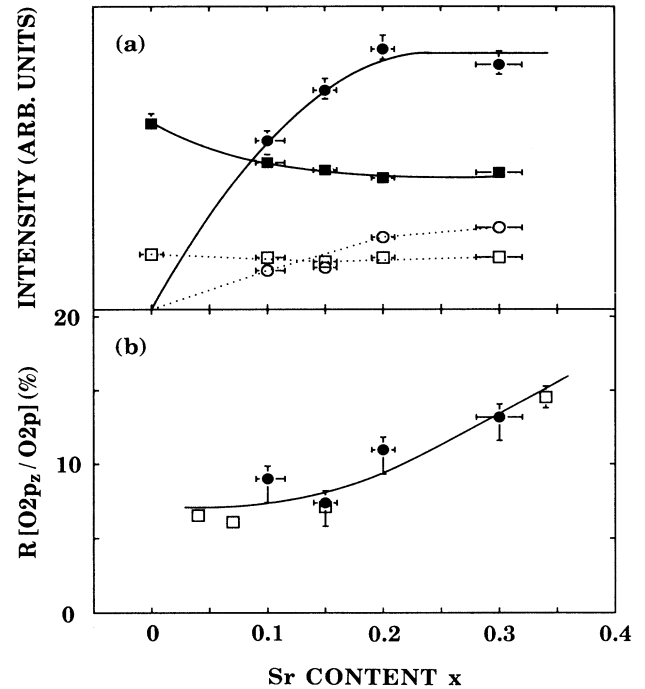 (a)
INTENSITY (ARB. UNITS)
20
(b)
R [O2p_z / O2p] (%)
10
0
0 0.1 0.2 0.3 0.4
Sr CONTENT x